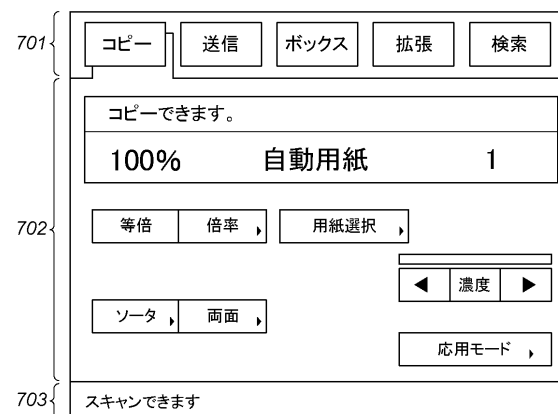 701 コピー 送信 ボックス 拡張 検索
コピーできます。
100% 自動用紙 1
702 等倍 倍率 用紙選択
◀ 濃度 ▶
ソータ 両面
応用モード
703 スキャンできます